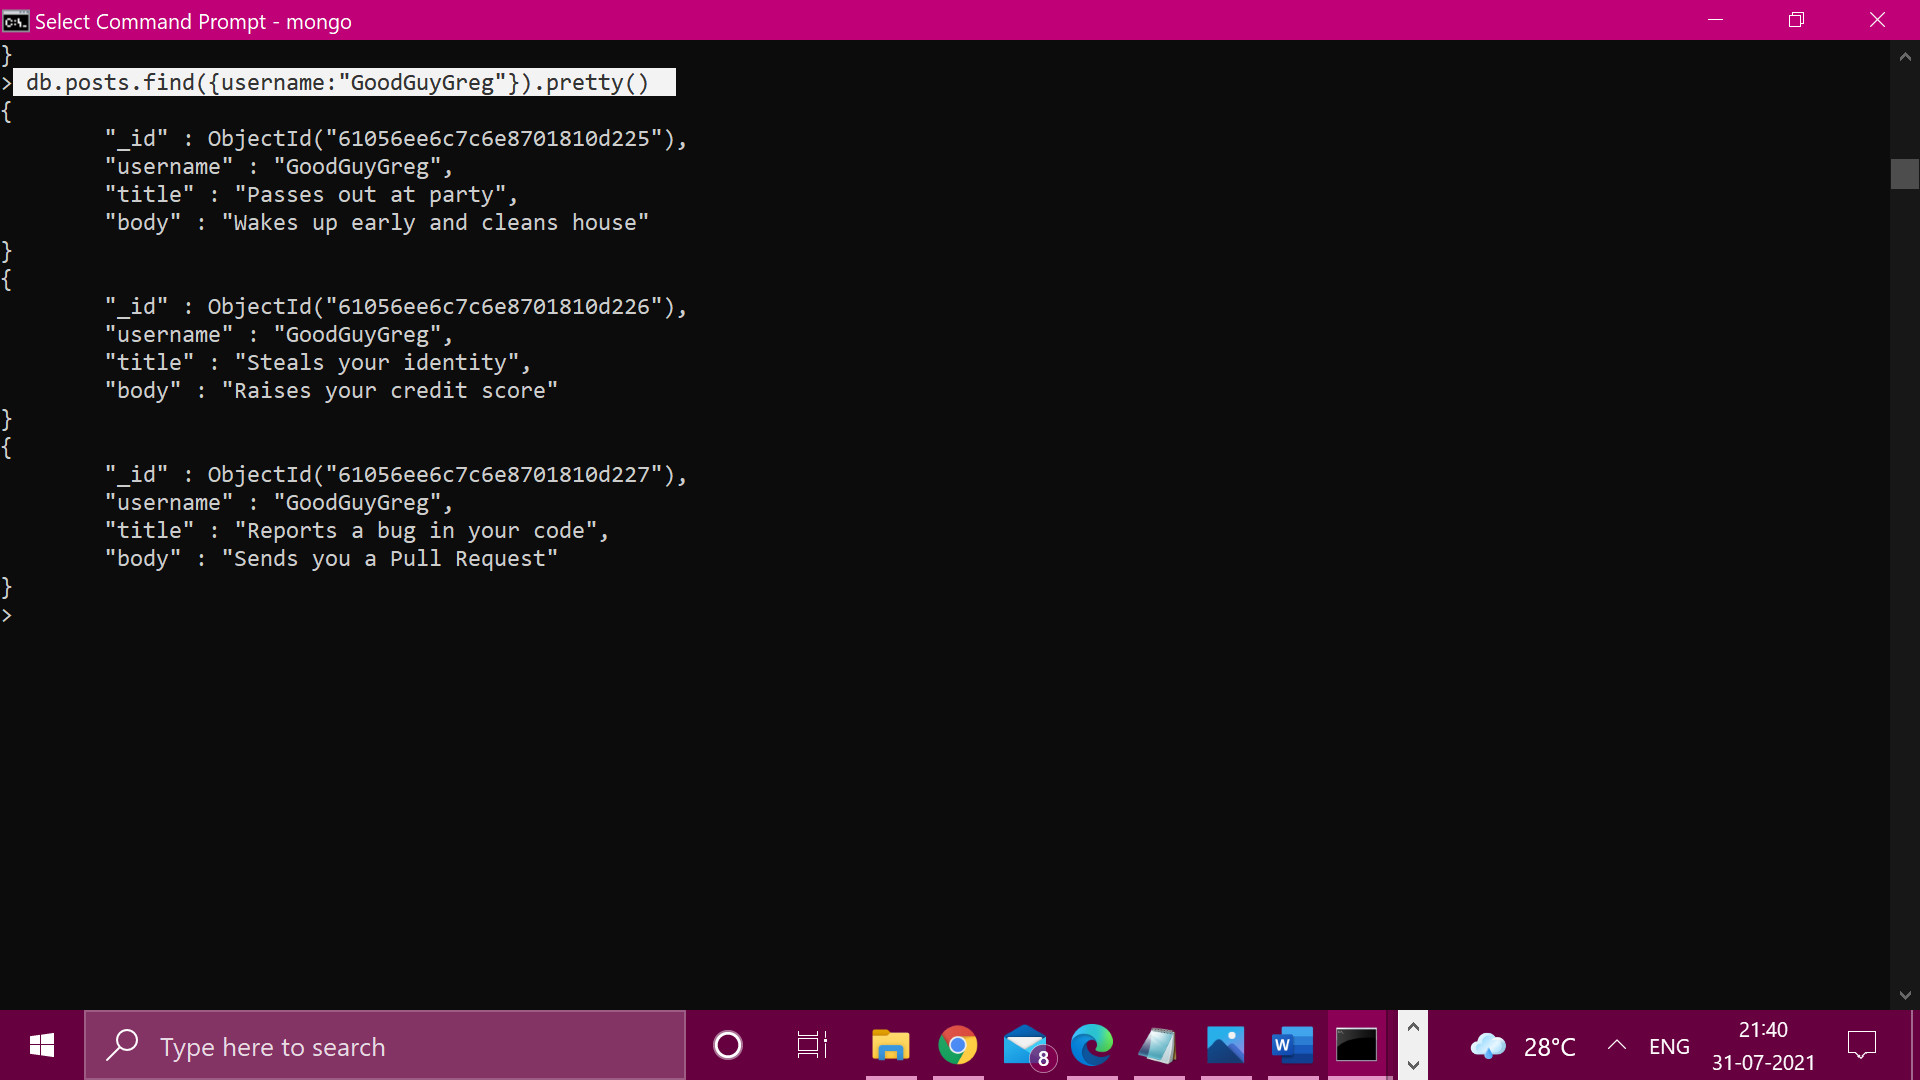 Select Command Prompt - mongo
}
> db.posts.find({username:"GoodGuyGreg"}).pretty()
{
        "_id" : ObjectId("61056ee6c7c6e8701810d225"),
        "username" : "GoodGuyGreg",
        "title" : "Passes out at party",
        "body" : "Wakes up early and cleans house"
}
{
        "_id" : ObjectId("61056ee6c7c6e8701810d226"),
        "username" : "GoodGuyGreg",
        "title" : "Steals your identity",
        "body" : "Raises your credit score"
}
{
        "_id" : ObjectId("61056ee6c7c6e8701810d227"),
        "username" : "GoodGuyGreg",
        "title" : "Reports a bug in your code",
        "body" : "Sends you a Pull Request"
}
>
Type here to search
8
W
28°C
ENG
21:40
31-07-2021